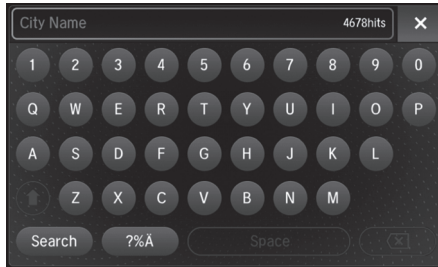 City Name 4678hits ×
1 2 3 4 5 6 7 8 9 0
Q W E R T Y U I O P
A S D F G H J K L
Z X C V B N M
Search ?%Ä Space